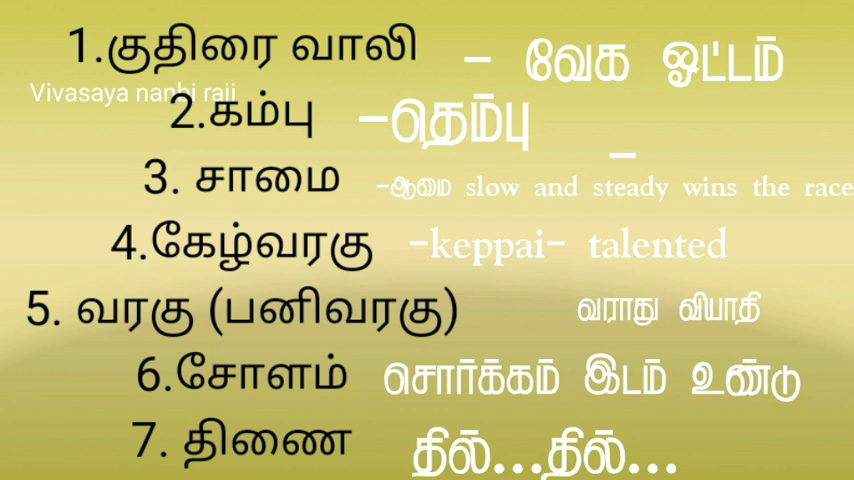 1.குதிரை வாலி - வேக ஓட்டம்
Vivasaya nanbi raji
2.கம்பு -தெம்பு
3. சாமை -ஆமை slow and steady wins the race
4.கேழ்வரகு -keppai- talented
5. வரகு (பனிவரகு) வராது வியாதி
6.சோளம் சொர்க்கம் இடம் உண்டு
7. திணை தில்...தில்...